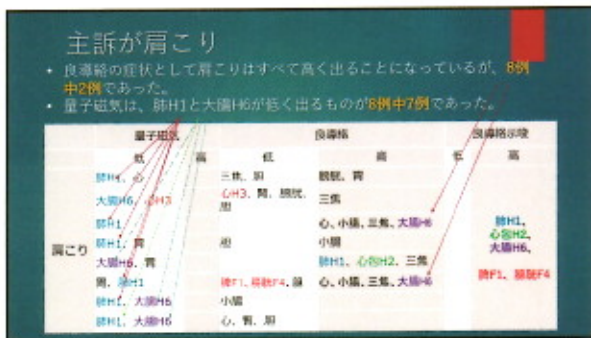 主訴が肩こり
• 良導絡の症状として肩こりはすべて高く出ることになっているが、8例
中2例であった。
• 量子磁気は、肺H1と大腸H6が低く出るものが8例中7例であった。
量子磁気 良導絡 良導絡示唆
低 高 低 高 低 高
肺H1、心 三焦、胆 膀胱、胃
大腸H6、心H3 心H3、腎、膀胱、 三焦
胆
肺H1 心、小腸、三焦、大腸H6
肩こり
肺H1、胃 胆 小腸
大腸H6、胃 肺H1、心包H2、三焦
胃、肺H1 脾F1、膀胱F4、 心、小腸、三焦、大腸H6
肺H1、大腸H6 小腸
肺H1、大腸H6 心、腎、胆
肺H1、
心包H2、
大腸H6、
脾F1、膀胱F4